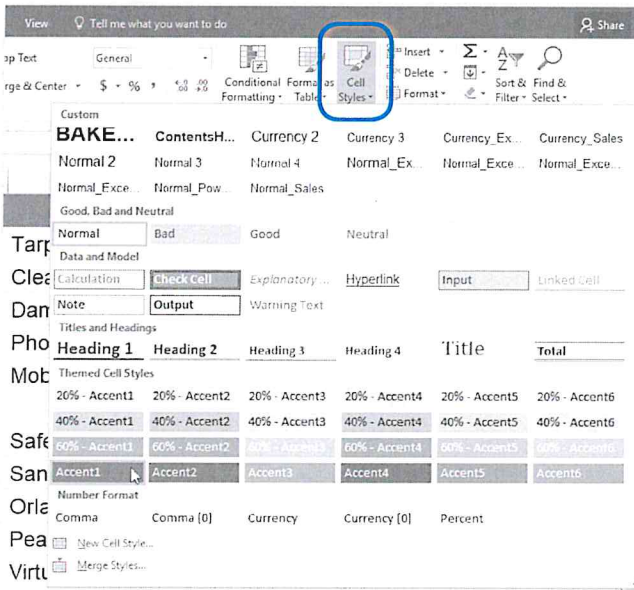 View Tell me what you want to do Share
ap Text General Insert
rge & Center $ % , Conditional Formatting Format as Table Cell Styles Delete Format Sort & Filter Find & Select
Custom
BAKE... ContentsH... Currency 2 Currency 3 Currency_Ex... Currency_Sales
Normal 2 Normal 3 Normal 4 Normal_Ex... Normal_Exce... Normal_Exce...
Normal_Exce... Normal_Pow... Normal_Sales
Good, Bad and Neutral
Normal Bad Good Neutral
Tarp
Data and Model
Clea Calculation Check Cell Explanatory ... Hyperlink Input Linked Cell
Dam Note Output Warning Text
Titles and Headings
Pho Heading 1 Heading 2 Heading 3 Heading 4 Title Total
Mob Themed Cell Styles
20% - Accent1 20% - Accent2 20% - Accent3 20% - Accent4 20% - Accent5 20% - Accent6
40% - Accent1 40% - Accent2 40% - Accent3 40% - Accent4 40% - Accent5 40% - Accent6
Safe 60% - Accent1 60% - Accent2 60% - Accent3 60% - Accent4 60% - Accent5 60% - Accent6
San Accent1 Accent2 Accent3 Accent4 Accent5 Accent6
Number Format
Orla Comma Comma [0] Currency Currency [0] Percent
Pea New Cell Style...
Virtu Merge Styles...